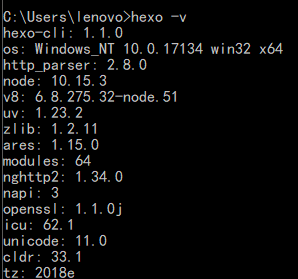 C:\Users\lenovo>hexo -v
hexo-cli: 1.1.0
os: Windows_NT 10.0.17134 win32 x64
http_parser: 2.8.0
node: 10.15.3
v8: 6.8.275.32-node.51
uv: 1.23.2
zlib: 1.2.11
ares: 1.15.0
modules: 64
nghttp2: 1.34.0
napi: 3
openssl: 1.1.0j
icu: 62.1
unicode: 11.0
cldr: 33.1
tz: 2018e